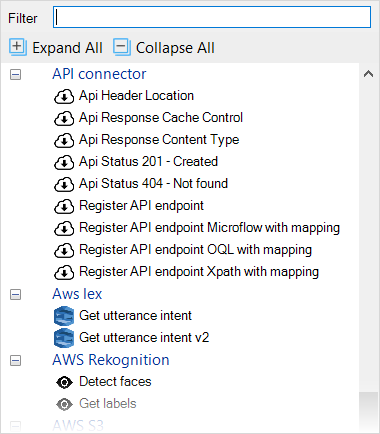 Filter
Expand All Collapse All
API connector
Api Header Location
Api Response Cache Control
Api Response Content Type
Api Status 201 - Created
Api Status 404 - Not found
Register API endpoint
Register API endpoint Microflow with mapping
Register API endpoint OQL with mapping
Register API endpoint Xpath with mapping
Aws lex
Get utterance intent
Get utterance intent v2
AWS Rekognition
Detect faces
Get labels
AWS S3